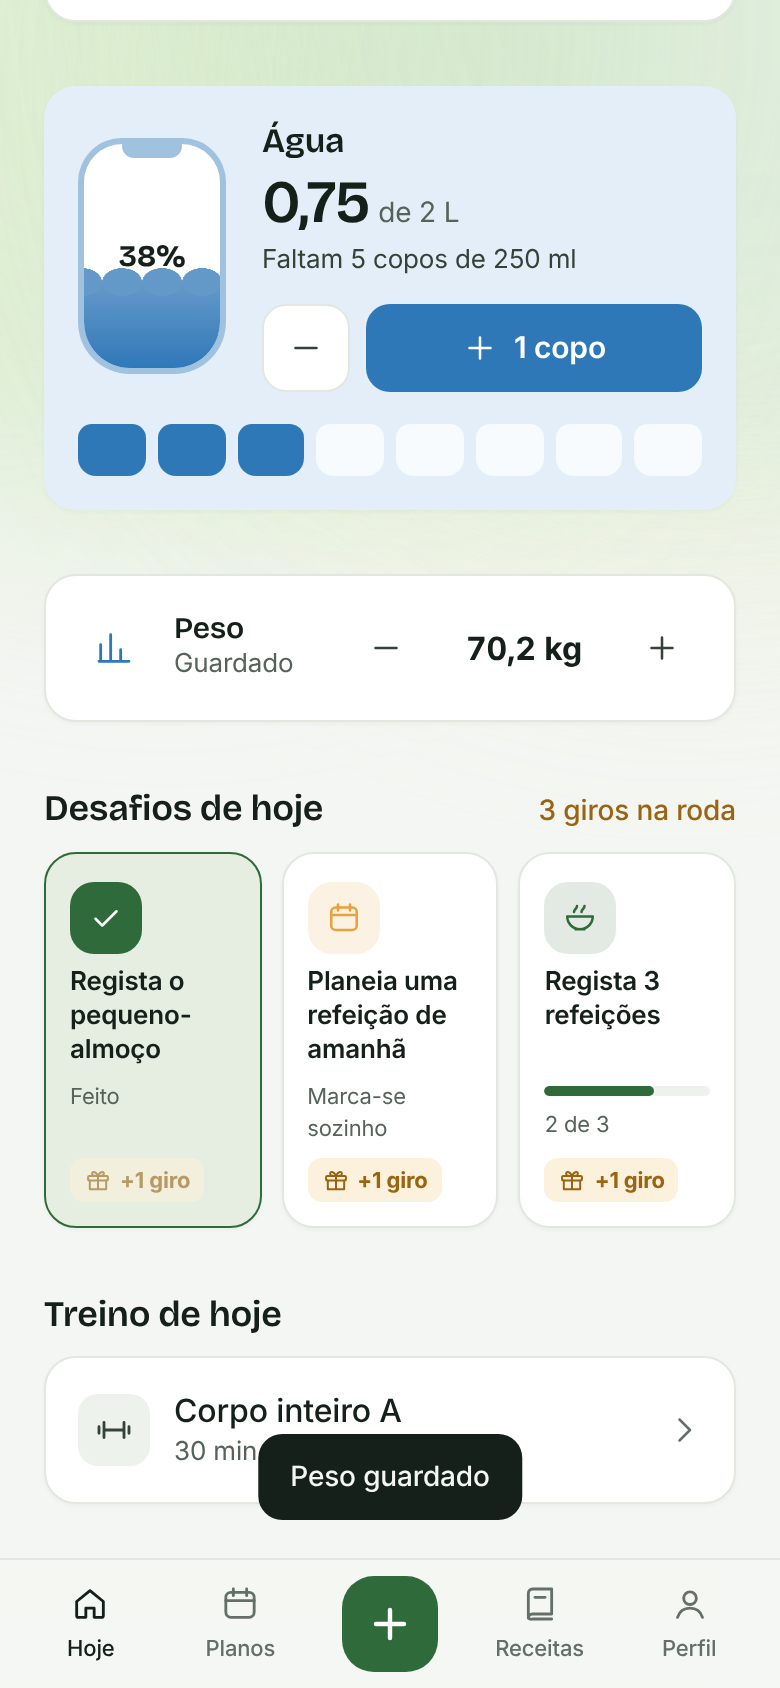 Água
38%
0,75 de 2 L
Faltam 5 copos de 250 ml
1 copo
Peso
Guardado
70,2 kg
Desafios de hoje
3 giros na roda
Regista o
pequeno-
almoço
Feito
+1 giro
Planeia uma
refeição de
amanhã
Marca-se
sozinho
+1 giro
Regista 3
refeições
2 de 3
+1 giro
Treino de hoje
Corpo inteiro A
30 min
Peso guardado
Hoje
Planos
Receitas
Perfil